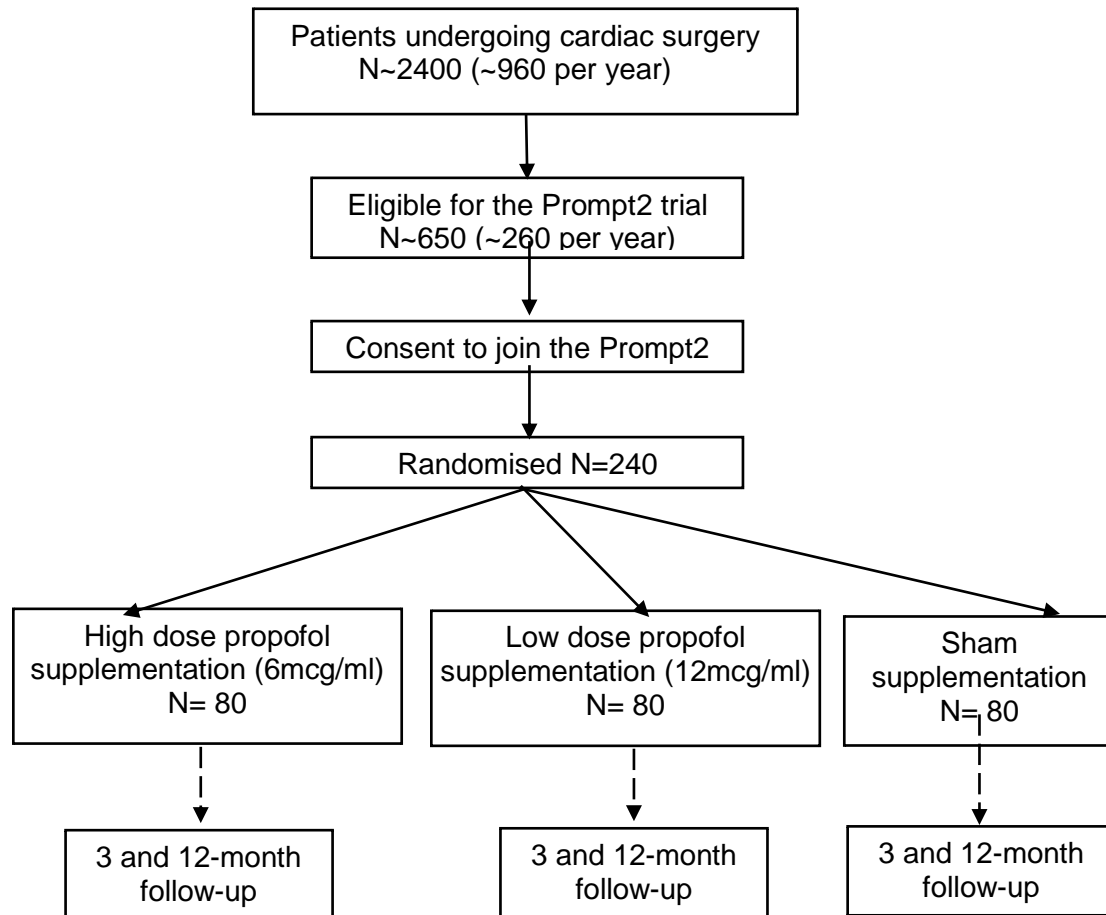 Patients undergoing cardiac surgery
N~2400 (~960 per year)
Eligible for the Prompt2 trial
N~650 (~260 per year)
Consent to join the Prompt2
Randomised N=240
High dose propofol
supplementation (6mcg/ml)
N= 80
Low dose propofol
supplementation (12mcg/ml)
N= 80
Sham
supplementation
N= 80
3 and 12-month
follow-up
3 and 12-month
follow-up
3 and 12-month
follow-up